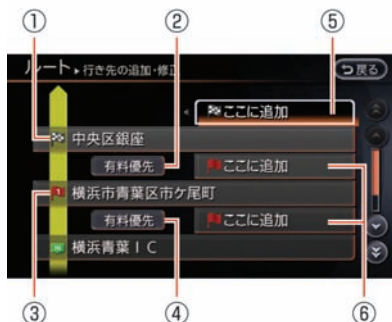 ① ② ⑤
ルート ▸ 行き先の追加・修正
戻る
ここに追加
中央区銀座
有料優先 ここに追加
1 横浜市青葉区市ケ尾町
有料優先 ここに追加
横浜青葉IC
③ ④ ⑥